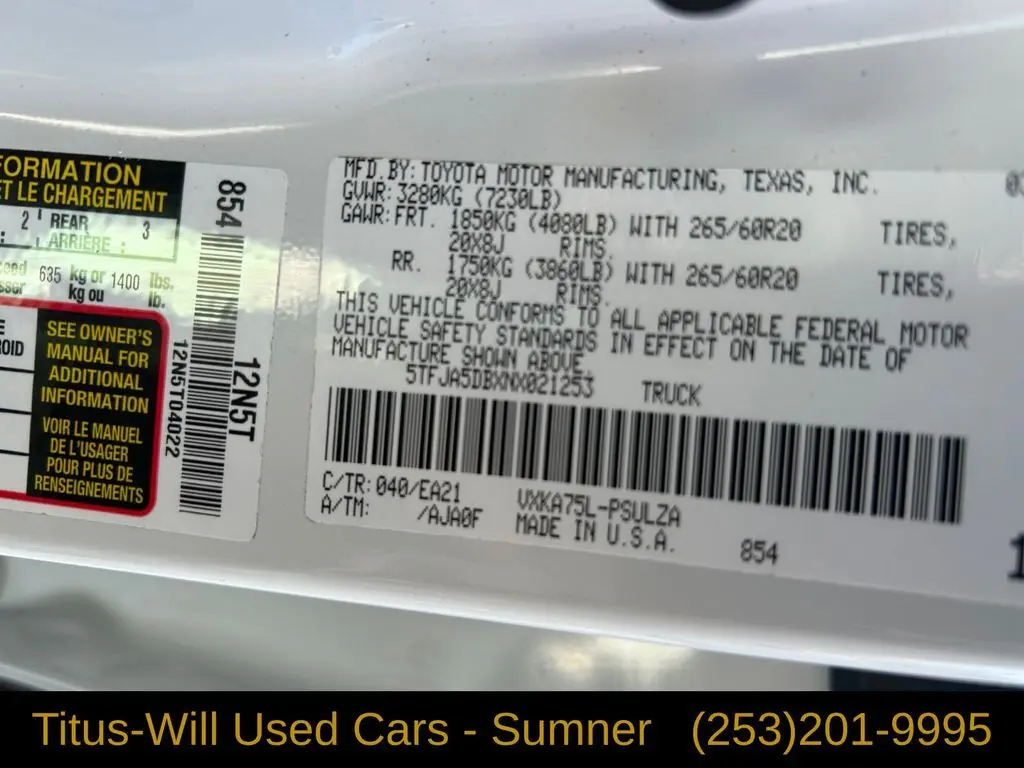 FORMATION
ET LE CHARGEMENT
: 2 REAR 3
ARRIÈRE :
635 kg or 1400 lbs.
kg ou lb.
SEE OWNER'S
MANUAL FOR
ADDITIONAL
INFORMATION
VOIR LE MANUEL
DE L'USAGER
POUR PLUS DE
RENSEIGNEMENTS
854
12N5T
12N5T04022
MFD.BY:TOYOTA MOTOR MANUFACTURING, TEXAS, INC.
GVWR:3280KG (7230LB)
GAWR:FRT. 1850KG (4080LB) WITH 265/60R20 TIRES,
20X8J RIMS.
RR. 1750KG (3860LB) WITH 265/60R20 TIRES,
20X8J RIMS.
THIS VEHICLE CONFORMS TO ALL APPLICABLE FEDERAL MOTOR
VEHICLE SAFETY STANDARDS IN EFFECT ON THE DATE OF
MANUFACTURE SHOWN ABOVE.
5TFJA5DBXNX021253 TRUCK
C/TR:040/EA21 VXKA75L-PSULZA
A/TM: /AJA0F MADE IN U.S.A. 854
Titus-Will Used Cars - Sumner (253)201-9995